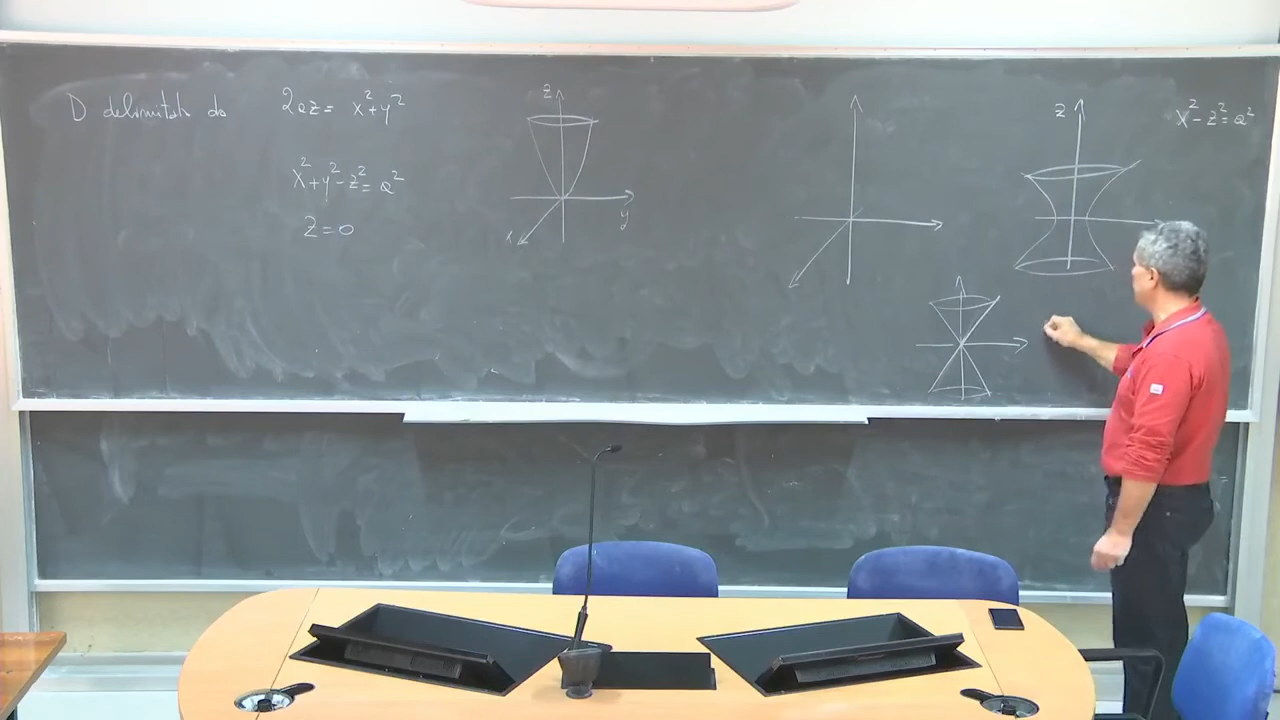 D delimitato da 2az = x²+y²
x²+y²-z²=a²
z=0
z
y
x
z
x²-z²=a²